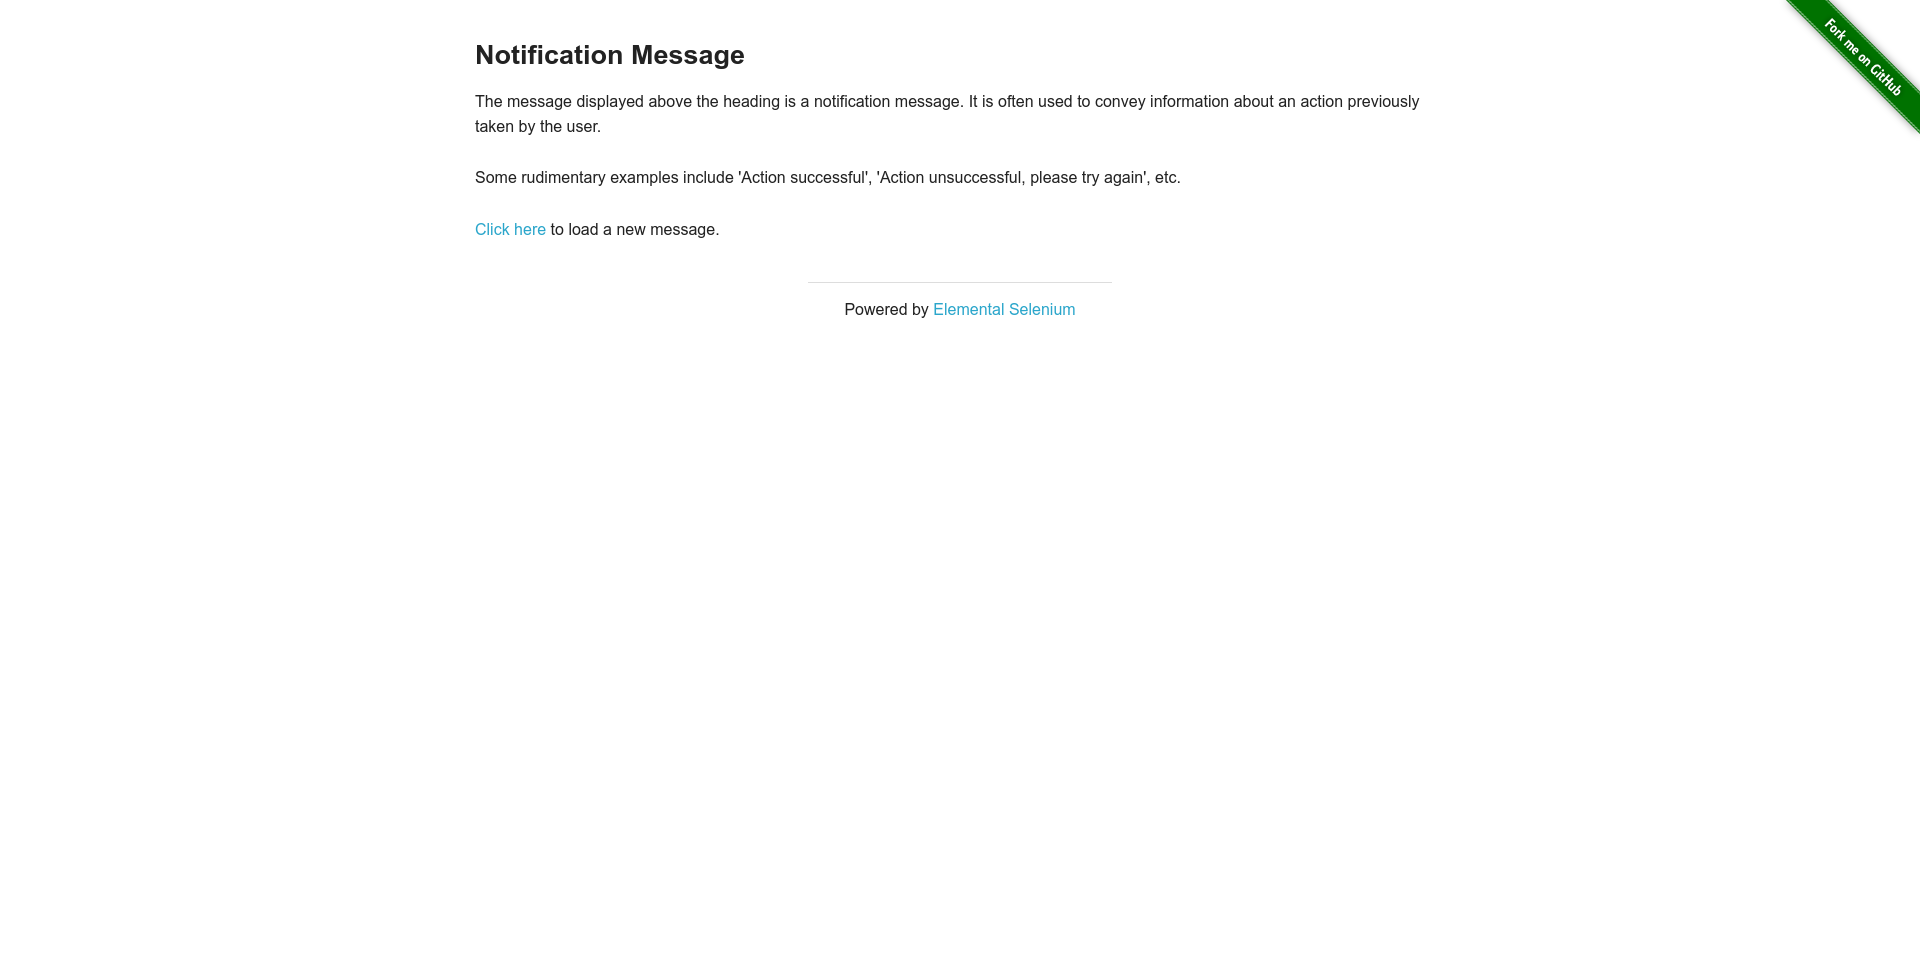 Fork me on GitHub
Notification Message
The message displayed above the heading is a notification message. It is often used to convey information about an action previously
taken by the user.
Some rudimentary examples include 'Action successful', 'Action unsuccessful, please try again', etc.
Click here to load a new message.
Powered by Elemental Selenium